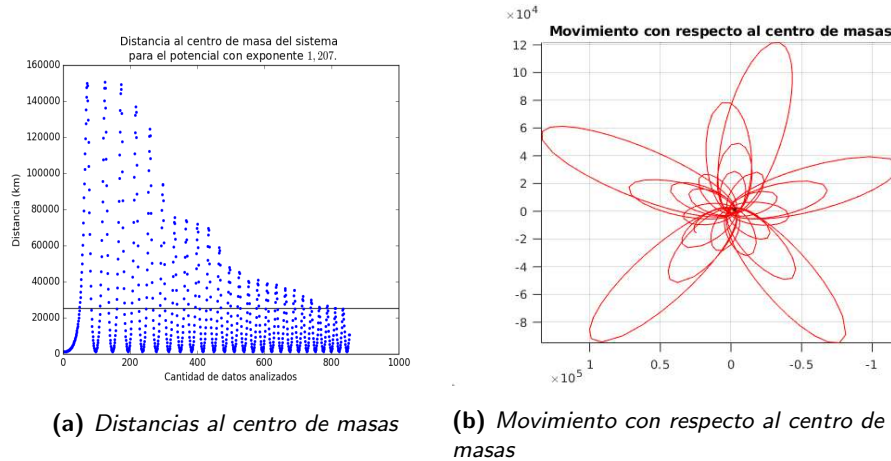 Distancia al centro de masa del sistema
para el potencial con exponente 1, 207.
160000
140000
120000
100000
80000
60000
40000
20000
0
0 200 400 600 800 1000
Distancia (km)
Cantidad de datos analizados
(a) Distancias al centro de masas
×10⁴
Movimiento con respecto al centro de masas
12
10
8
6
4
2
0
-2
-4
-6
-8
1 0.5 0 -0.5 -1
×10⁵
(b) Movimiento con respecto al centro de
masas